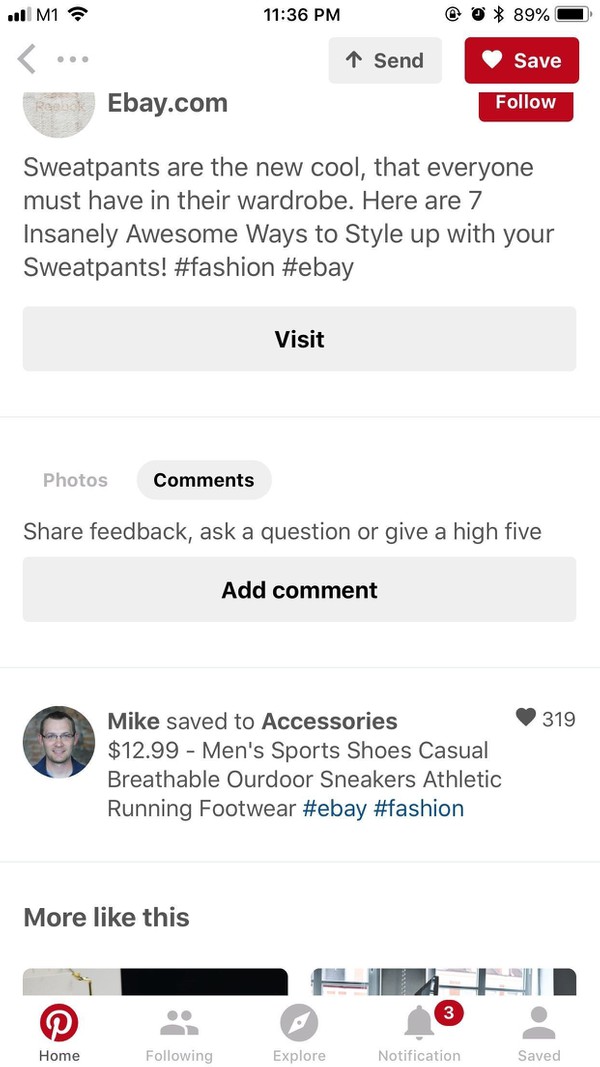 M1 11:36 PM 89%
Send Save
Reebok
Ebay.com Follow
Sweatpants are the new cool, that everyone
must have in their wardrobe. Here are 7
Insanely Awesome Ways to Style up with your
Sweatpants! #fashion #ebay
Visit
Photos Comments
Share feedback, ask a question or give a high five
Add comment
Mike saved to Accessories 319
$12.99 - Men's Sports Shoes Casual
Breathable Ourdoor Sneakers Athletic
Running Footwear #ebay #fashion
More like this
3
Home Following Explore Notification Saved